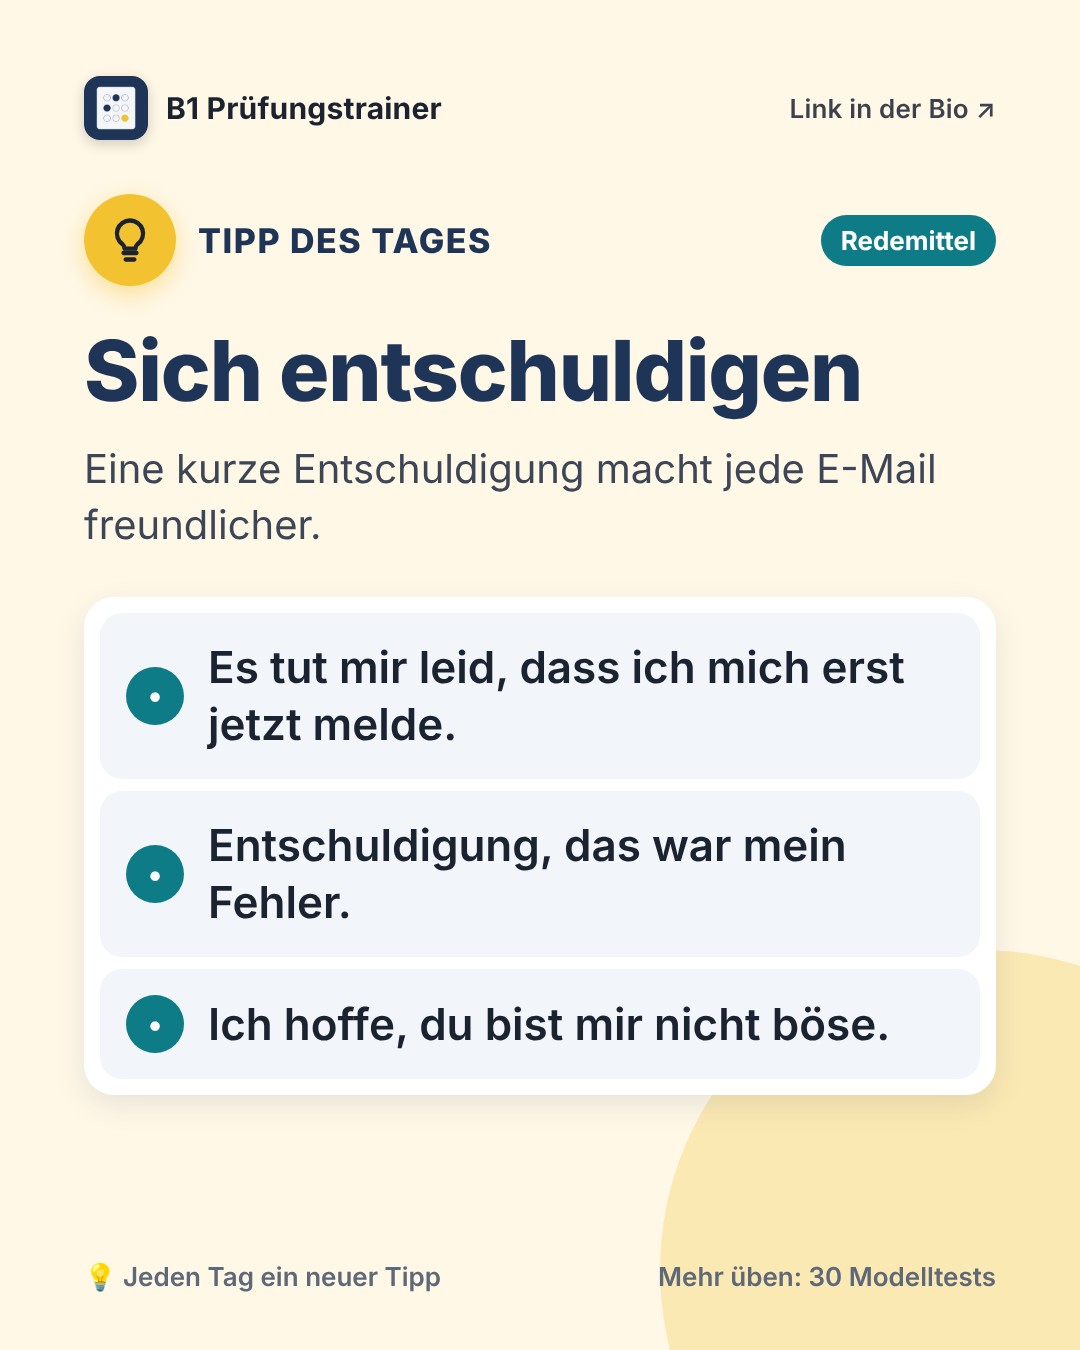 B1 Prüfungstrainer
Link in der Bio ↗
TIPP DES TAGES
Redemittel
Sich entschuldigen
Eine kurze Entschuldigung macht jede E-Mail
freundlicher.
Es tut mir leid, dass ich mich erst
jetzt melde.
Entschuldigung, das war mein
Fehler.
Ich hoffe, du bist mir nicht böse.
💡 Jeden Tag ein neuer Tipp
Mehr üben: 30 Modelltests